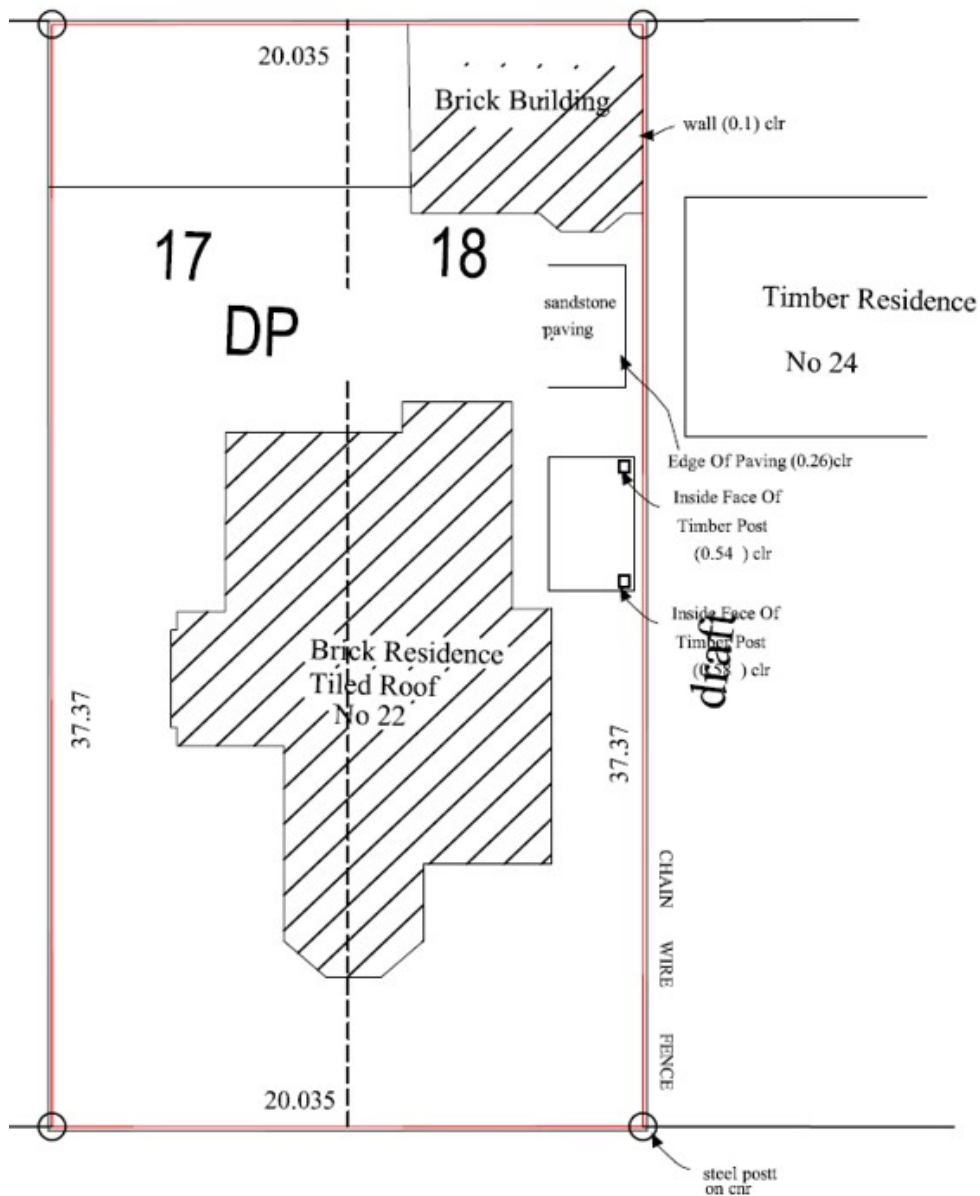 20.035
Brick Building
wall (0.1) clr
17
18
DP
sandstone
paving
Timber Residence
No 24
Edge Of Paving (0.26)clr
Inside Face Of
Timber Post
(0.54 ) clr
Inside Face Of
Timber Post
(0.58 ) clr
draft
Brick Residence
Tiled Roof
No 22
37.37
37.37
CHAIN WIRE FENCE
20.035
steel postt
on cnr